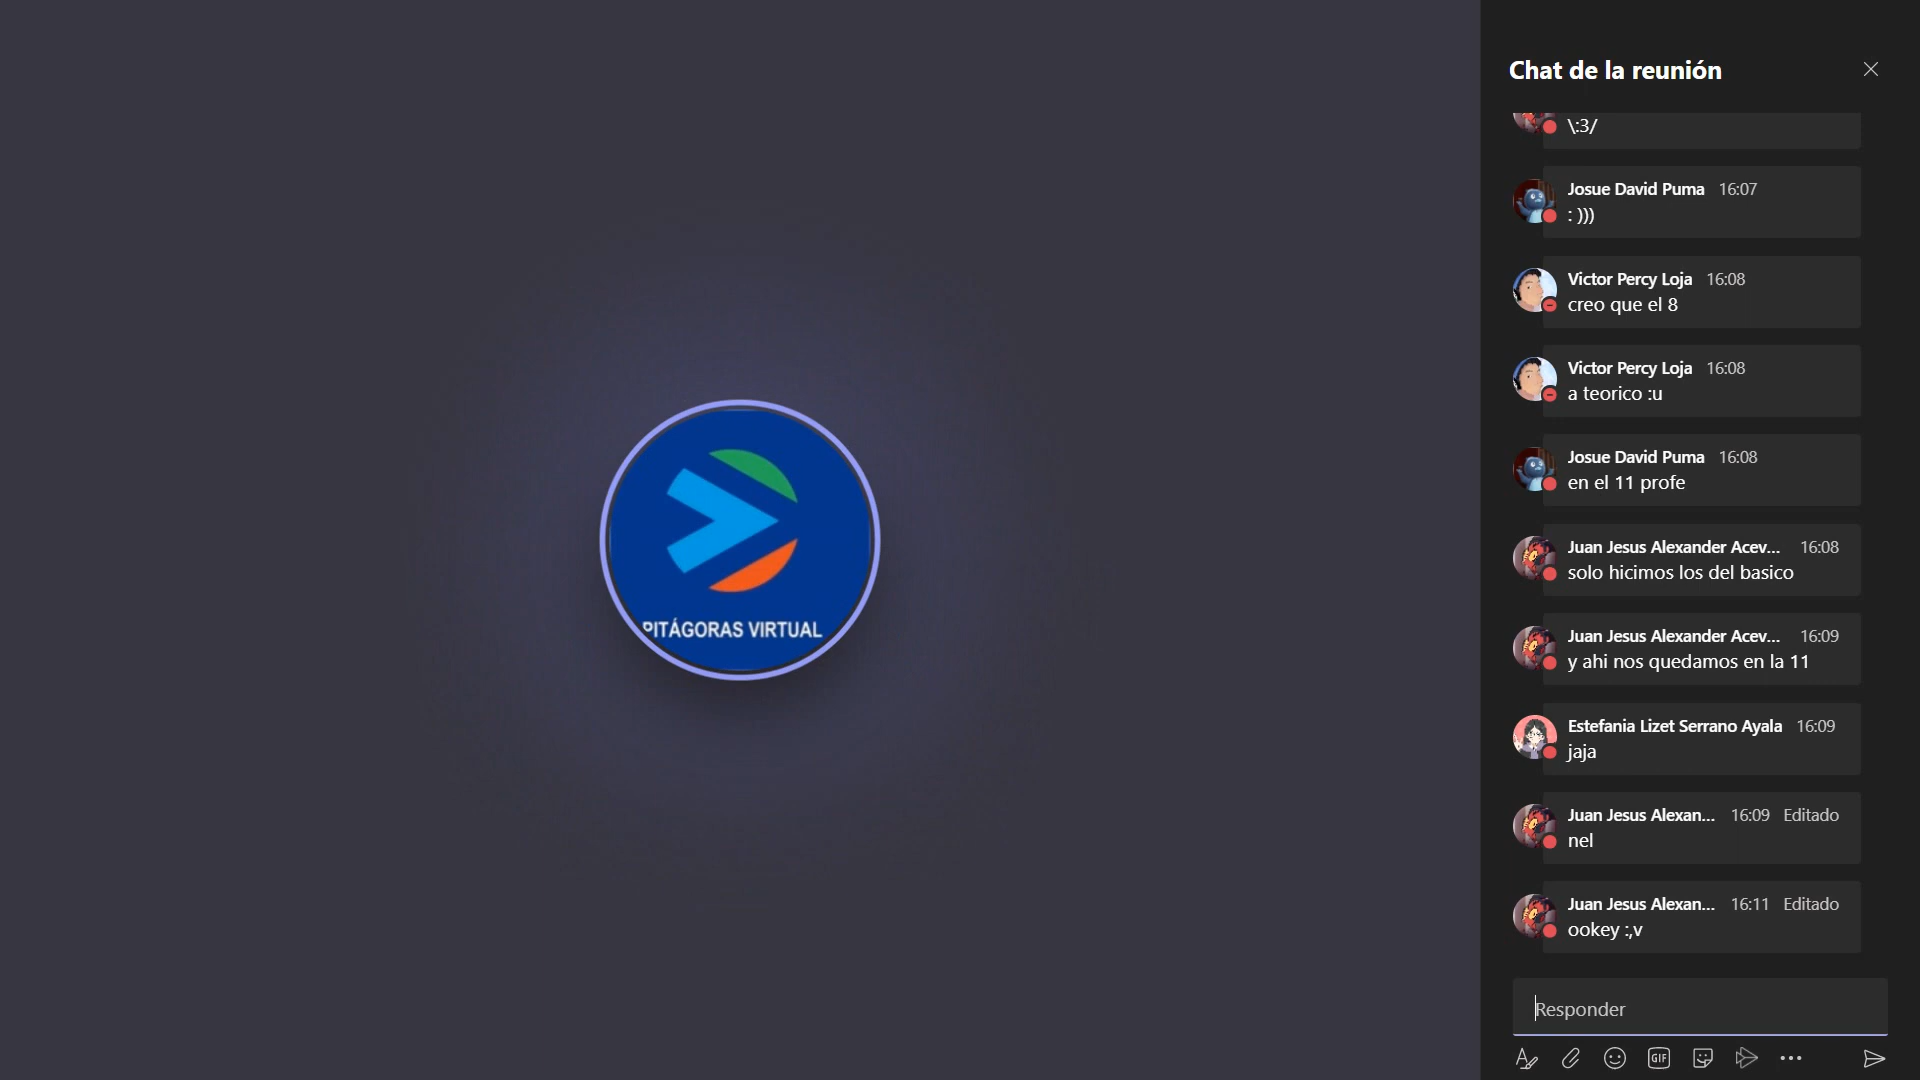 Chat de la reunión
\:3/
Josue David Puma 16:07
: )))
Victor Percy Loja 16:08
creo que el 8
Victor Percy Loja 16:08
a teorico :u
Josue David Puma 16:08
en el 11 profe
Juan Jesus Alexander Acev... 16:08
solo hicimos los del basico
Juan Jesus Alexander Acev... 16:09
y ahi nos quedamos en la 11
Estefania Lizet Serrano Ayala 16:09
jaja
Juan Jesus Alexan... 16:09 Editado
nel
Juan Jesus Alexan... 16:11 Editado
ookey :,v
Responder
GIF
PITÁGORAS VIRTUAL